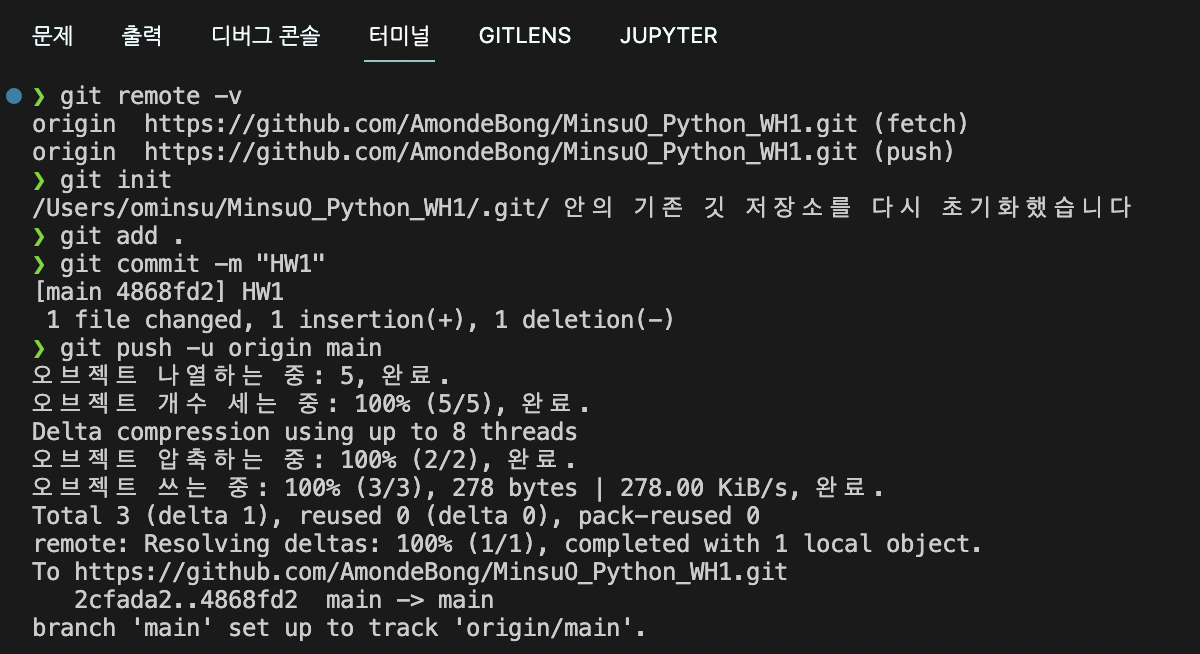 문제 출력 디버그 콘솔 터미널 GITLENS JUPYTER
❯ git remote -v
origin  https://github.com/AmondeBong/MinsuO_Python_WH1.git (fetch)
origin  https://github.com/AmondeBong/MinsuO_Python_WH1.git (push)
❯ git init
/Users/ominsu/MinsuO_Python_WH1/.git/ 안의 기존 깃 저장소를 다시 초기화했습니다
❯ git add .
❯ git commit -m "HW1"
[main 4868fd2] HW1
 1 file changed, 1 insertion(+), 1 deletion(-)
❯ git push -u origin main
오브젝트 나열하는 중: 5, 완료.
오브젝트 개수 세는 중: 100% (5/5), 완료.
Delta compression using up to 8 threads
오브젝트 압축하는 중: 100% (2/2), 완료.
오브젝트 쓰는 중: 100% (3/3), 278 bytes | 278.00 KiB/s, 완료.
Total 3 (delta 1), reused 0 (delta 0), pack-reused 0
remote: Resolving deltas: 100% (1/1), completed with 1 local object.
To https://github.com/AmondeBong/MinsuO_Python_WH1.git
   2cfada2..4868fd2  main -> main
branch 'main' set up to track 'origin/main'.